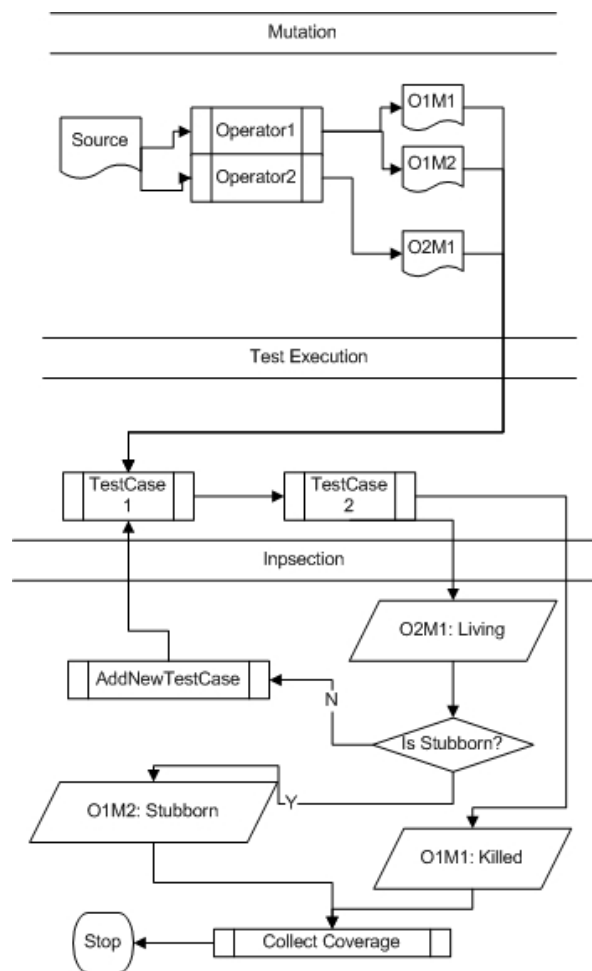 Mutation
Source
Operator1
Operator2
O1M1
O1M2
O2M1
Test Execution
TestCase
1
TestCase
2
Inpsection
O2M1: Living
AddNewTestCase
N
Is Stubborn?
Y
O1M2: Stubborn
O1M1: Killed
Stop
Collect Coverage